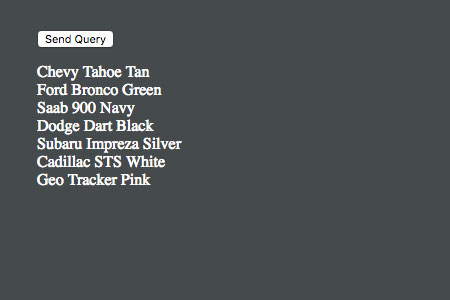 Send Query
Chevy Tahoe Tan
Ford Bronco Green
Saab 900 Navy
Dodge Dart Black
Subaru Impreza Silver
Cadillac STS White
Geo Tracker Pink